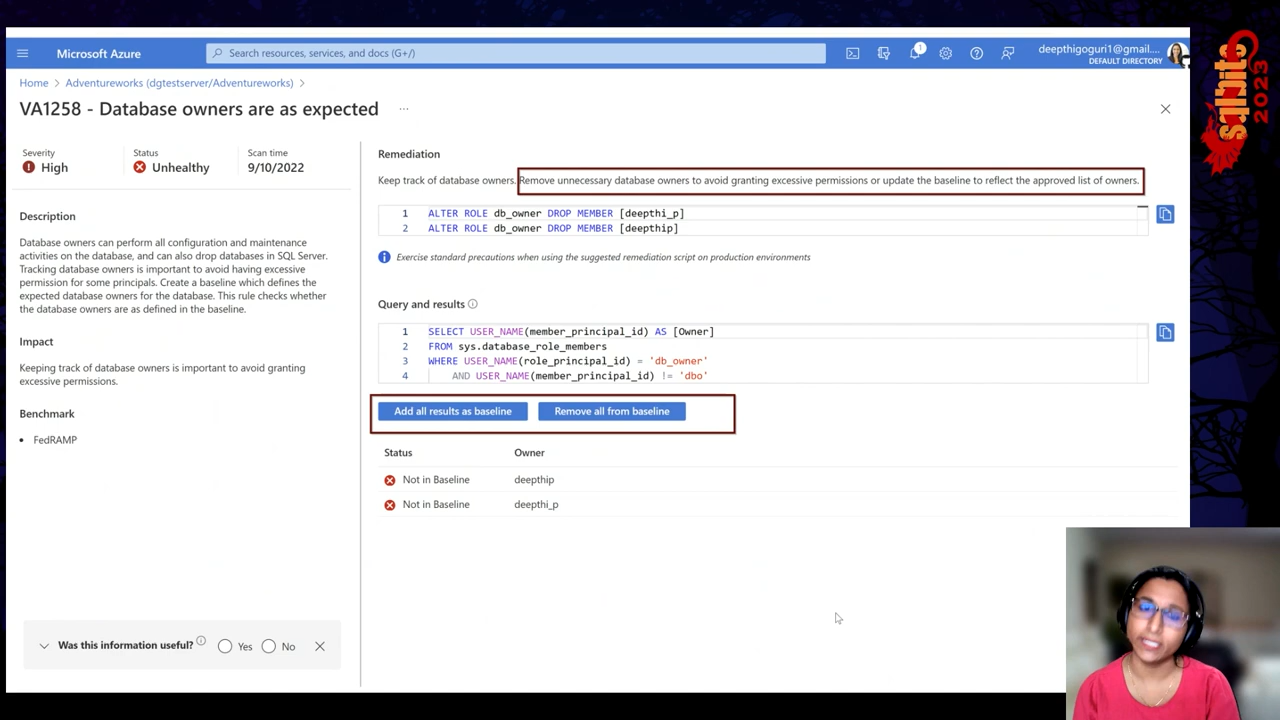 Microsoft Azure
Search resources, services, and docs (G+/)
1
deepthigoguri1@gmail....
DEFAULT DIRECTORY
Home > Adventureworks (dgtestserver/Adventureworks) >
VA1258 - Database owners are as expected ...
Severity
High
Status
Unhealthy
Scan time
9/10/2022
Description
Database owners can perform all configuration and maintenance
activities on the database, and can also drop databases in SQL Server.
Tracking database owners is important to avoid having excessive
permission for some principals. Create a baseline which defines the
expected database owners for the database. This rule checks whether
the database owners are as defined in the baseline.
Impact
Keeping track of database owners is important to avoid granting
excessive permissions.
Benchmark
• FedRAMP
Was this information useful?
Yes
No
Remediation
Keep track of database owners. Remove unnecessary database owners to avoid granting excessive permissions or update the baseline to reflect the approved list of owners.
1 ALTER ROLE db_owner DROP MEMBER [deepthi_p]
2 ALTER ROLE db_owner DROP MEMBER [deepthip]
Exercise standard precautions when using the suggested remediation script on production environments
Query and results
1 SELECT USER_NAME(member_principal_id) AS [Owner]
2 FROM sys.database_role_members
3 WHERE USER_NAME(role_principal_id) = 'db_owner'
4 AND USER_NAME(member_principal_id) != 'dbo'
Add all results as baseline
Remove all from baseline
Status Owner
Not in Baseline deepthip
Not in Baseline deepthi_p
sqlbits
2023